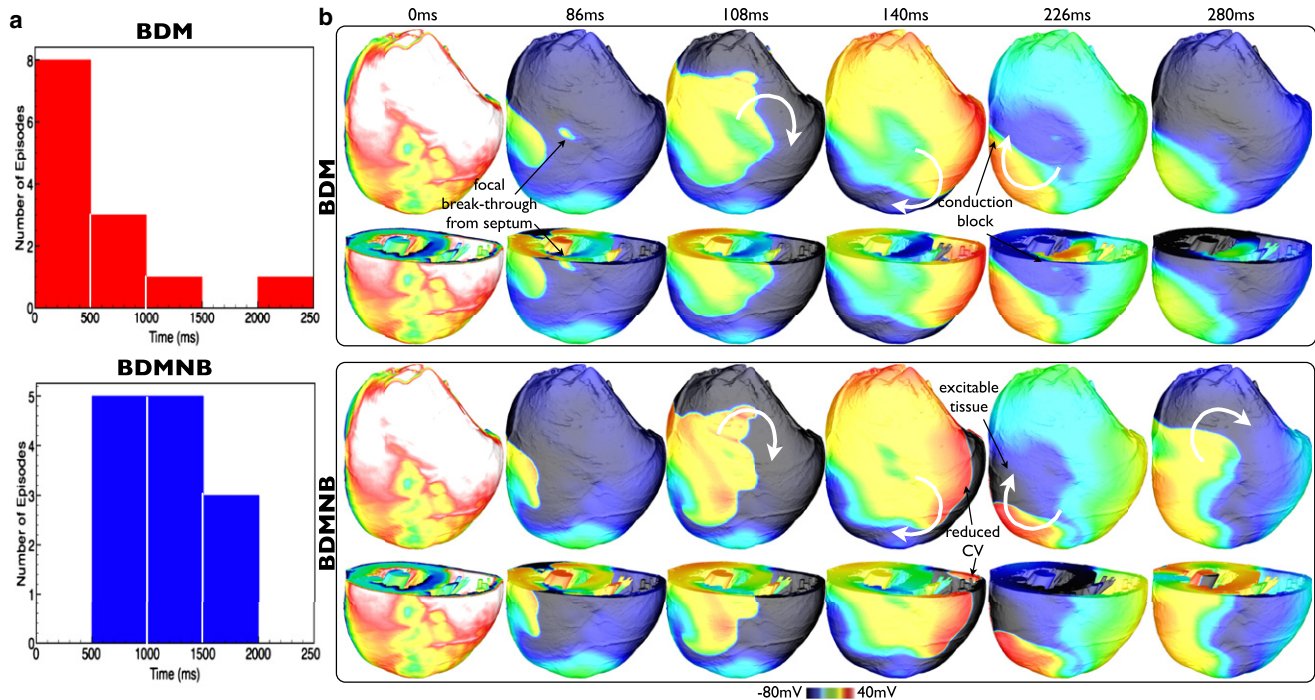 a
BDM
Number of Episodes
8
6
4
2
0
0 500 1000 1500 2000 250
Time (ms)
BDMNB
Number of Episodes
5
4
3
2
1
0
0 500 1000 1500 2000 250
Time (ms)
b
0ms 86ms 108ms 140ms 226ms 280ms
BDM
focal
break-through
from septum
conduction
block
BDMNB
excitable
tissue
reduced
CV
-80mV 40mV